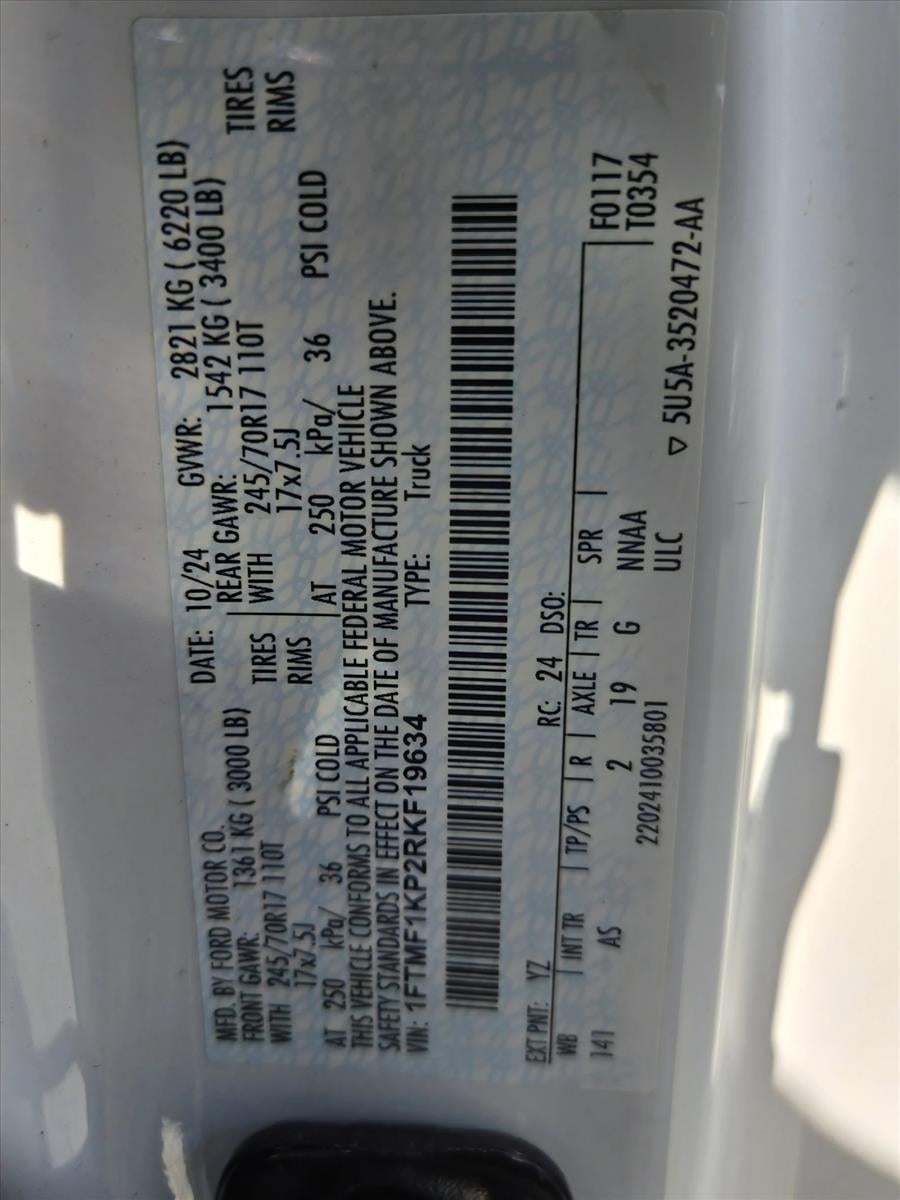 MFD. BY FORD MOTOR CO. DATE: 10/24 GVWR: 2821 KG ( 6220 LB)
FRONT GAWR: 1361 KG ( 3000 LB) REAR GAWR: 1542 KG ( 3400 LB)
WITH 245/70R17 110T TIRES WITH 245/70R17 110T TIRES
17x7.5J RIMS 17x7.5J RIMS
AT 250 kPa/ 36 PSI COLD AT 250 kPa/ 36 PSI COLD
THIS VEHICLE CONFORMS TO ALL APPLICABLE FEDERAL MOTOR VEHICLE
SAFETY STANDARDS IN EFFECT ON THE DATE OF MANUFACTURE SHOWN ABOVE.
VIN: 1FTMF1KP2RKF19634 TYPE: Truck
EXT PNT: YZ RC: 24 DSO:
WB | INT TR | TP/PS | R | AXLE | TR | SPR | F0117
141 AS 2 19 G NNAA T0354
2202410035801 ULC
▽ 5U5A-3520472-AA